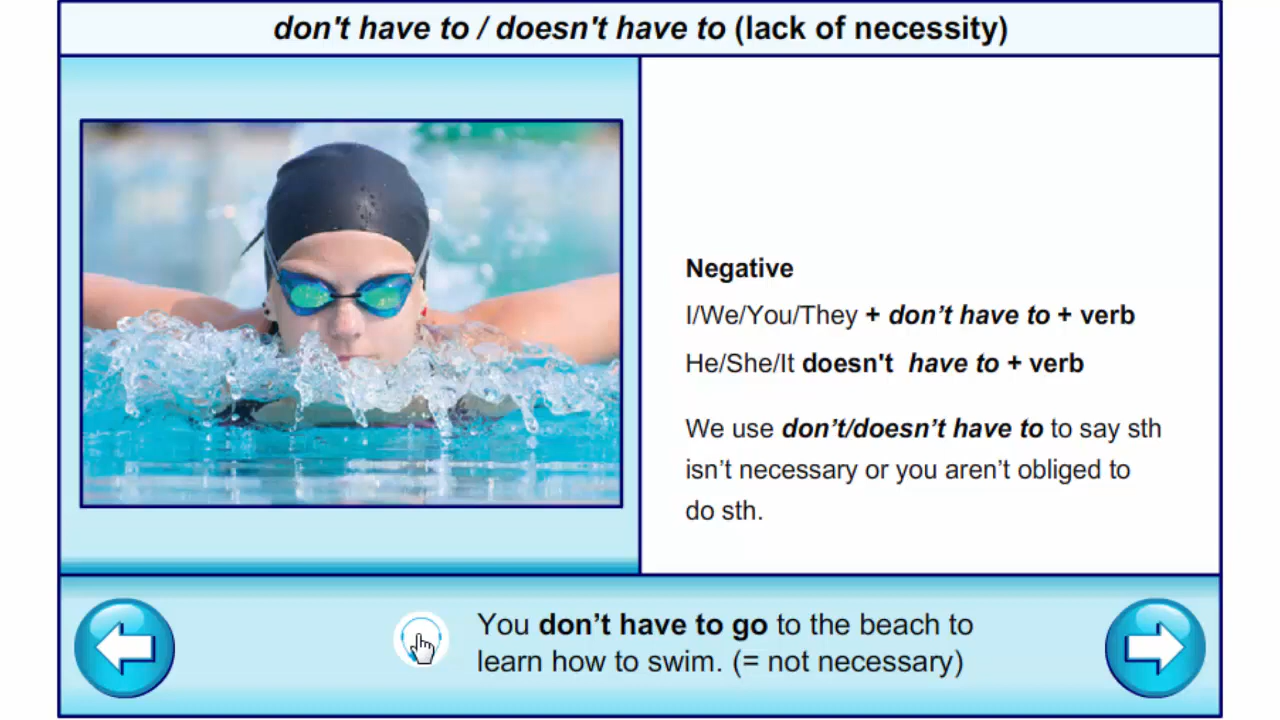 don't have to / doesn't have to (lack of necessity)
Negative
I/We/You/They + don’t have to + verb
He/She/It doesn't have to + verb
We use don’t/doesn’t have to to say sth
isn’t necessary or you aren’t obliged to
do sth.
You don’t have to go to the beach to
learn how to swim. (= not necessary)